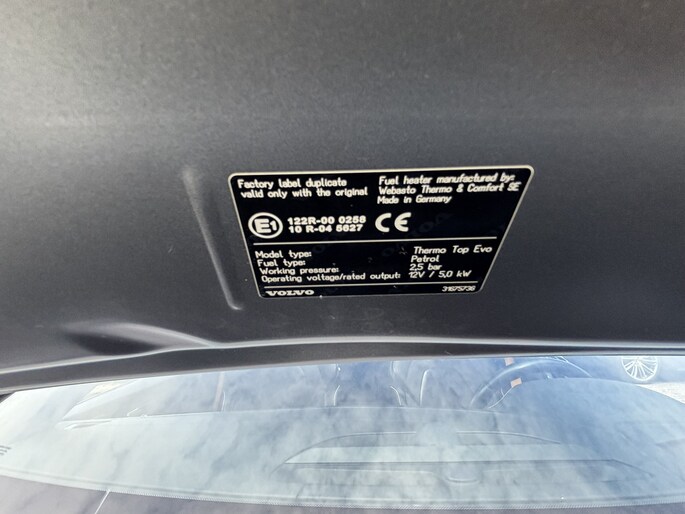 Factory label duplicate
valid only with the original
Fuel heater manufactured by:
Webasto Thermo & Comfort SE
Made in Germany
E1
122R-00 0258
10 R-04 5627
CE
Model type: Thermo Top Evo
Fuel type: Petrol
Working pressure: 2,5 bar
Operating voltage/rated output: 12V / 5,0 kW
VOLVO 31675736